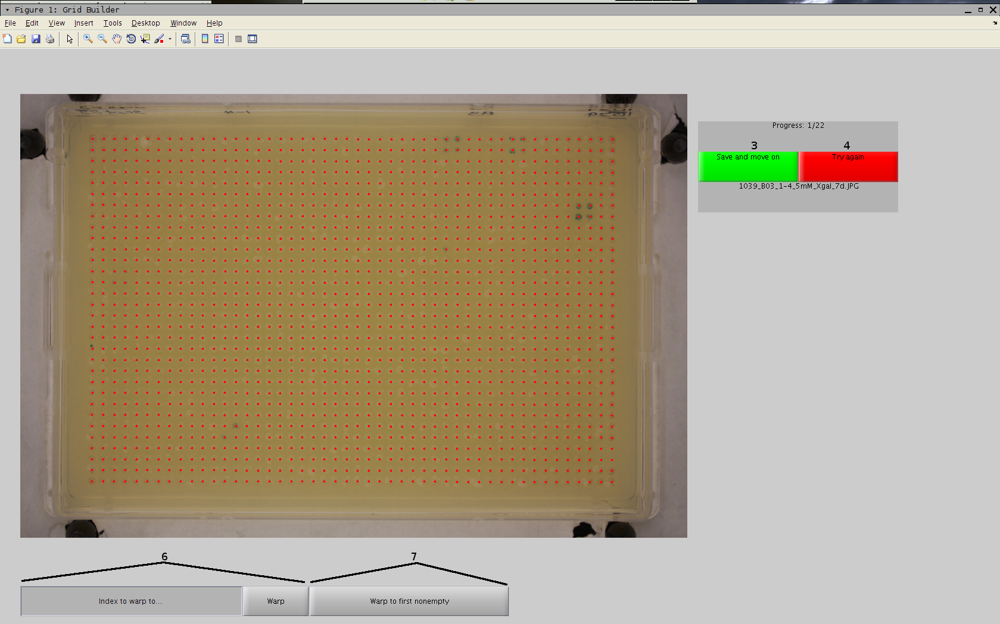 Figure 1: Grid Builder
File Edit View Insert Tools Desktop Window Help
Progress: 1/22
3 4
Save and move on Try again
1039_B03_1-4_5mM_Xgal_7d.JPG
6 7
Index to warp to... Warp Warp to first nonempty